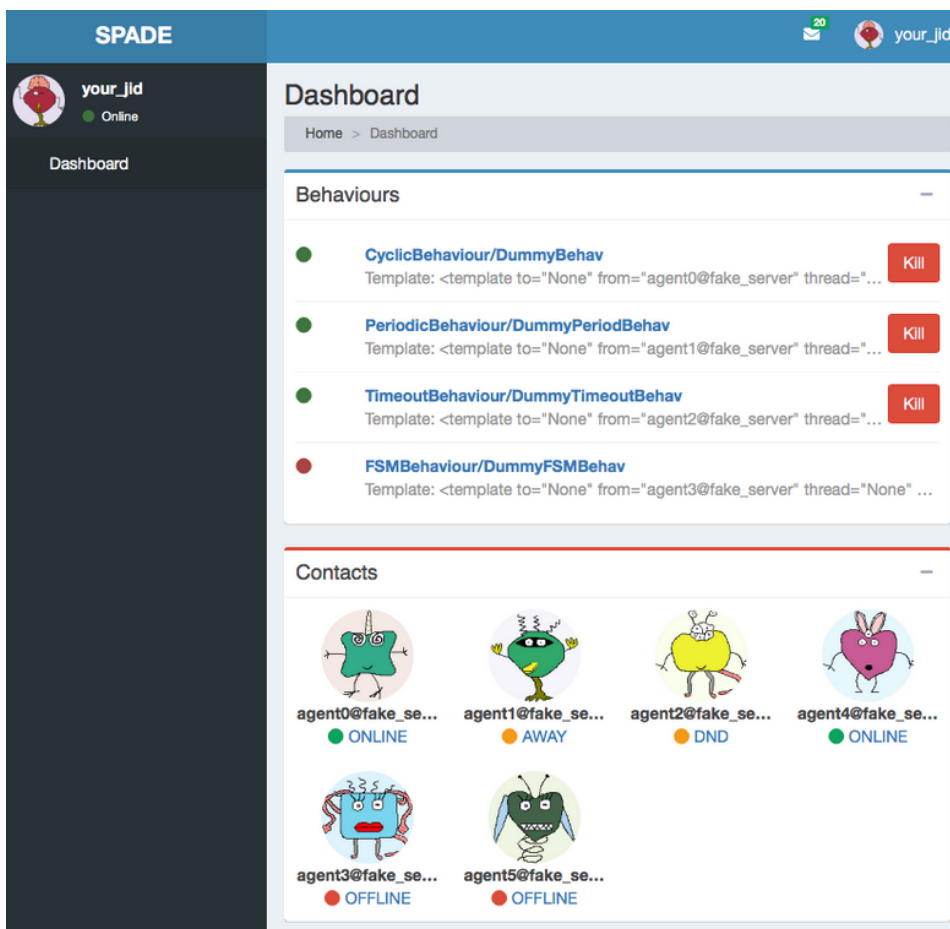 SPADE
20
your_jid
your_jid
Online
Dashboard
Dashboard
Home > Dashboard
Behaviours
CyclicBehaviour/DummyBehav
Template: <template to="None" from="agent0@fake_server" thread="...
Kill
PeriodicBehaviour/DummyPeriodBehav
Template: <template to="None" from="agent1@fake_server" thread="...
Kill
TimeoutBehaviour/DummyTimeoutBehav
Template: <template to="None" from="agent2@fake_server" thread="...
Kill
FSMBehaviour/DummyFSMBehav
Template: <template to="None" from="agent3@fake_server" thread="None" ...
Contacts
agent0@fake_se... agent1@fake_se... agent2@fake_se... agent4@fake_se...
ONLINE AWAY DND ONLINE
agent3@fake_se... agent5@fake_se...
OFFLINE OFFLINE